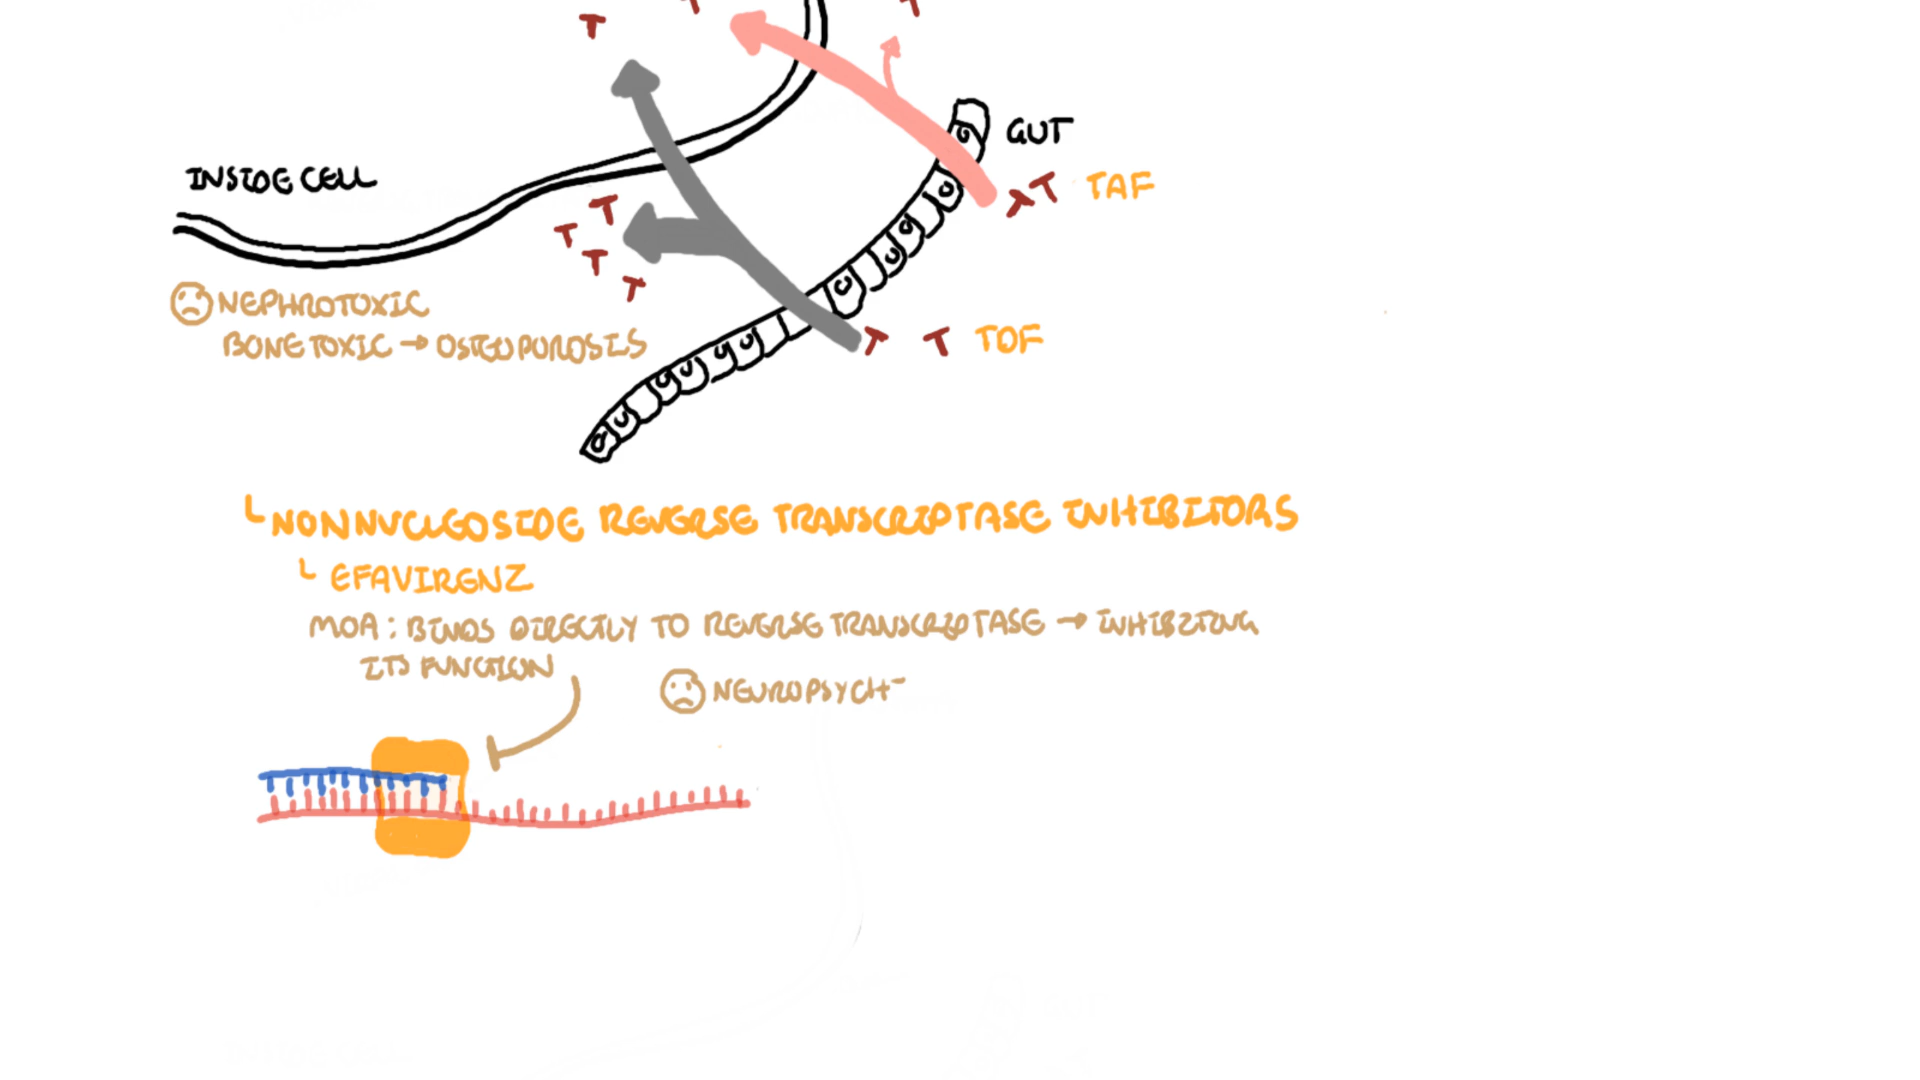 T T T
GUT
INSIDE CELL
T T TAF
T
T
T
T
NEPHROTOXIC
BONE TOXIC → OSTEOPOROSIS
T T TDF
└ NONNUCLEOSIDE REVERSE TRANSCRIPTASE INHIBITORS
└ EFAVIRENZ
MOA: BINDS DIRECTLY TO REVERSE TRANSCRIPTASE → INHIBITING
ITS FUNCTION
NEUROPSYCH